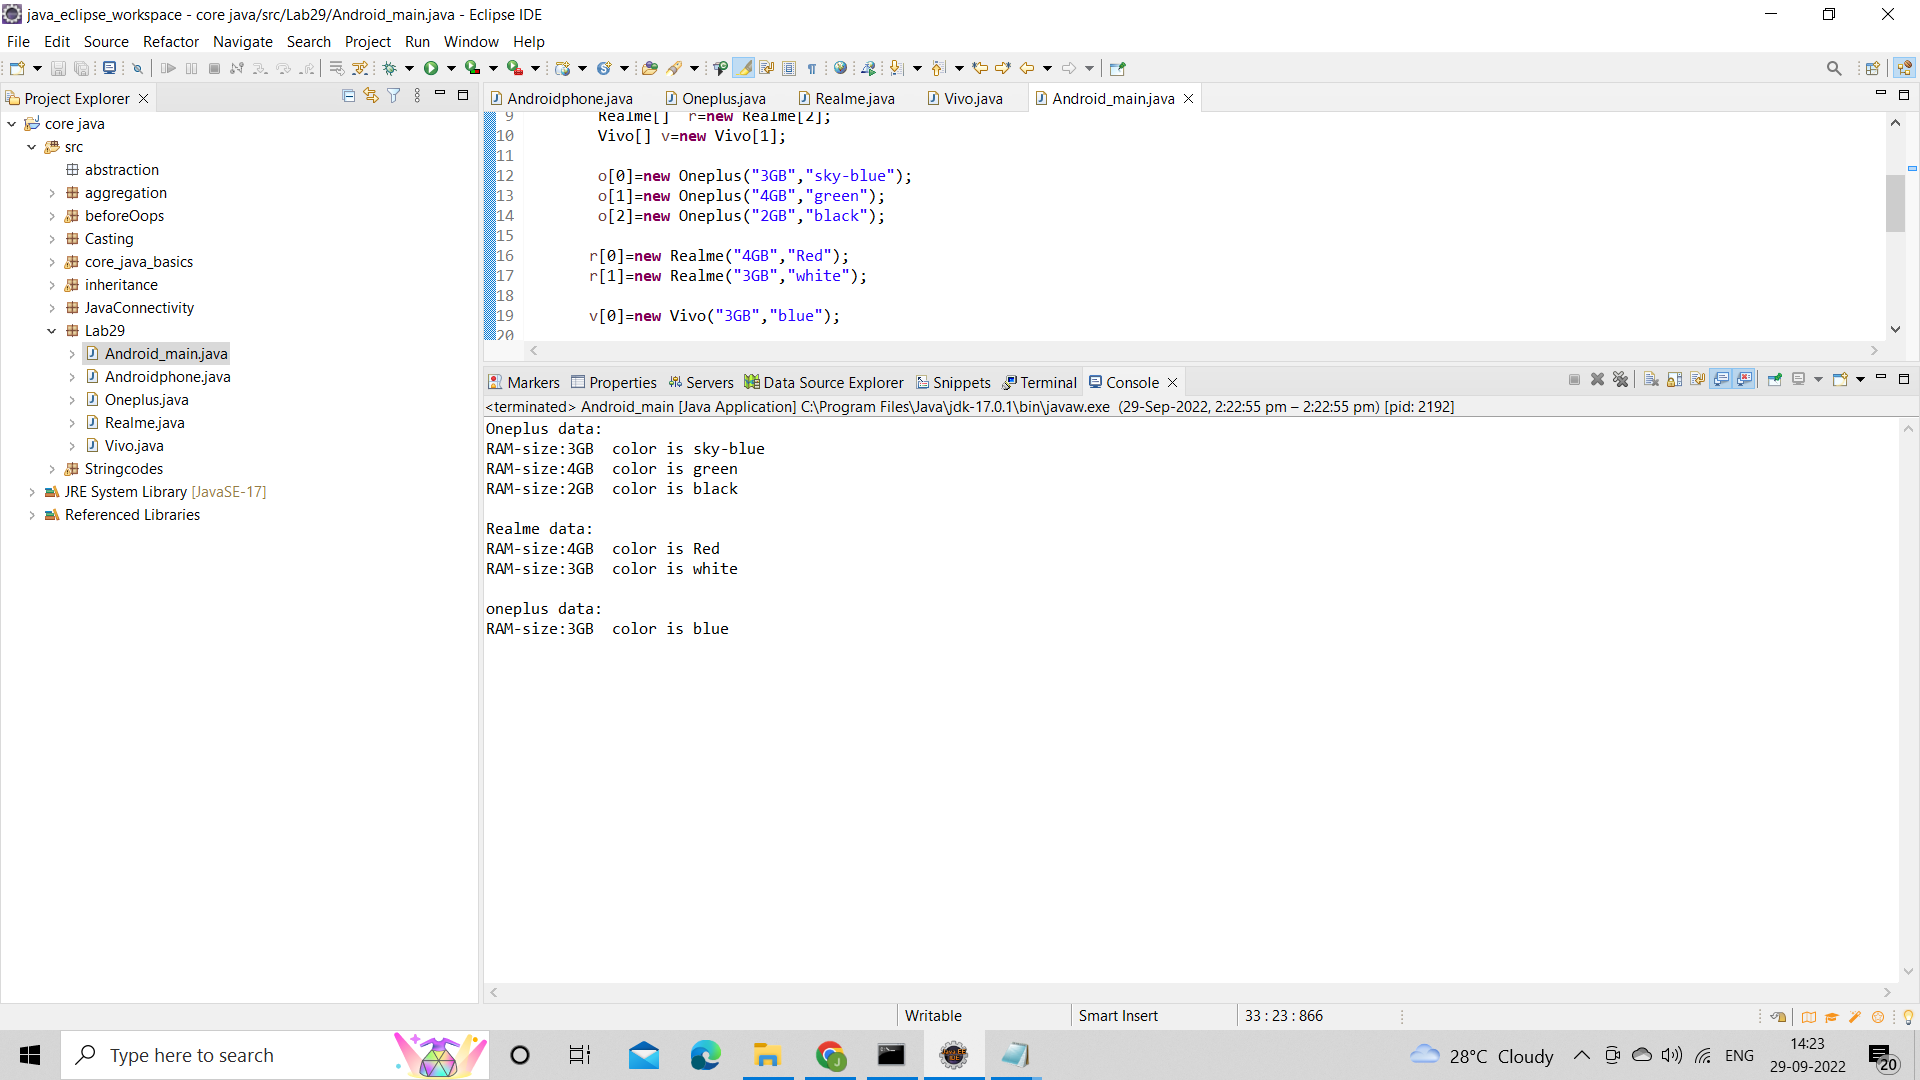 java_eclipse_workspace - core java/src/Lab29/Android_main.java - Eclipse IDE
File Edit Source Refactor Navigate Search Project Run Window Help
Project Explorer
core java
src
abstraction
aggregation
beforeOops
Casting
core_java_basics
inheritance
JavaConnectivity
Lab29
Android_main.java
Androidphone.java
Oneplus.java
Realme.java
Vivo.java
Stringcodes
JRE System Library [JavaSE-17]
Referenced Libraries
Androidphone.java Oneplus.java Realme.java Vivo.java Android_main.java
9 Realme[]  r=new Realme[2];
10 Vivo[] v=new Vivo[1];
11
12 o[0]=new Oneplus("3GB","sky-blue");
13 o[1]=new Oneplus("4GB","green");
14 o[2]=new Oneplus("2GB","black");
15
16 r[0]=new Realme("4GB","Red");
17 r[1]=new Realme("3GB","white");
18
19 v[0]=new Vivo("3GB","blue");
20
Markers Properties Servers Data Source Explorer Snippets Terminal Console
<terminated> Android_main [Java Application] C:\Program Files\Java\jdk-17.0.1\bin\javaw.exe (29-Sep-2022, 2:22:55 pm – 2:22:55 pm) [pid: 2192]
Oneplus data:
RAM-size:3GB  color is sky-blue
RAM-size:4GB  color is green
RAM-size:2GB  color is black
Realme data:
RAM-size:4GB  color is Red
RAM-size:3GB  color is white
oneplus data:
RAM-size:3GB  color is blue
Writable Smart Insert 33 : 23 : 866
Type here to search
28°C Cloudy
ENG
14:23
29-09-2022
20